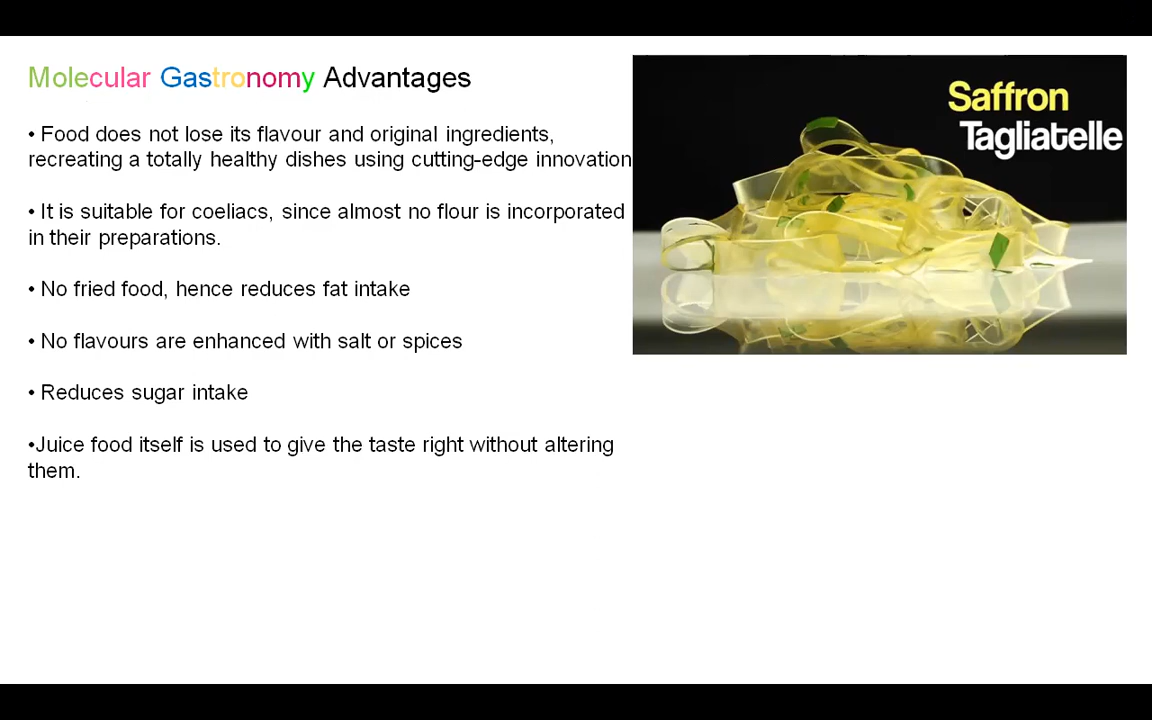 Molecular Gastronomy Advantages
• Food does not lose its flavour and original ingredients,
recreating a totally healthy dishes using cutting-edge innovation
• It is suitable for coeliacs, since almost no flour is incorporated
in their preparations.
• No fried food, hence reduces fat intake
• No flavours are enhanced with salt or spices
• Reduces sugar intake
•Juice food itself is used to give the taste right without altering
them.
Saffron
Tagliatelle